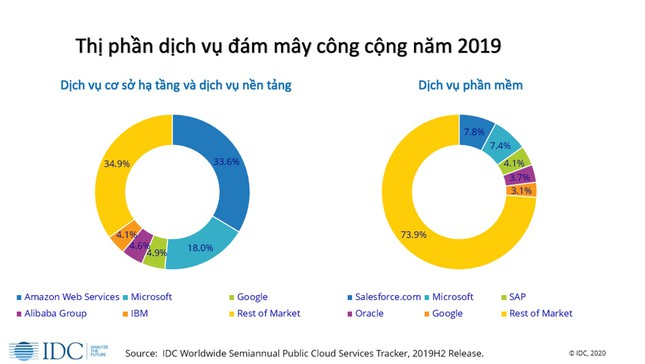 Thị phần dịch vụ đám mây công cộng năm 2019
Dịch vụ cơ sở hạ tầng và dịch vụ nền tảng
33.6%
18.0%
4.9%
4.6%
4.1%
34.9%
Amazon Web Services Microsoft Google
Alibaba Group IBM Rest of Market
Dịch vụ phần mềm
7.8%
7.4%
4.1%
3.7%
3.1%
73.9%
Salesforce.com Microsoft SAP
Oracle Google Rest of Market
IDC ANALYZE THE FUTURE
Source: IDC Worldwide Semiannual Public Cloud Services Tracker, 2019H2 Release.
© IDC, 2020